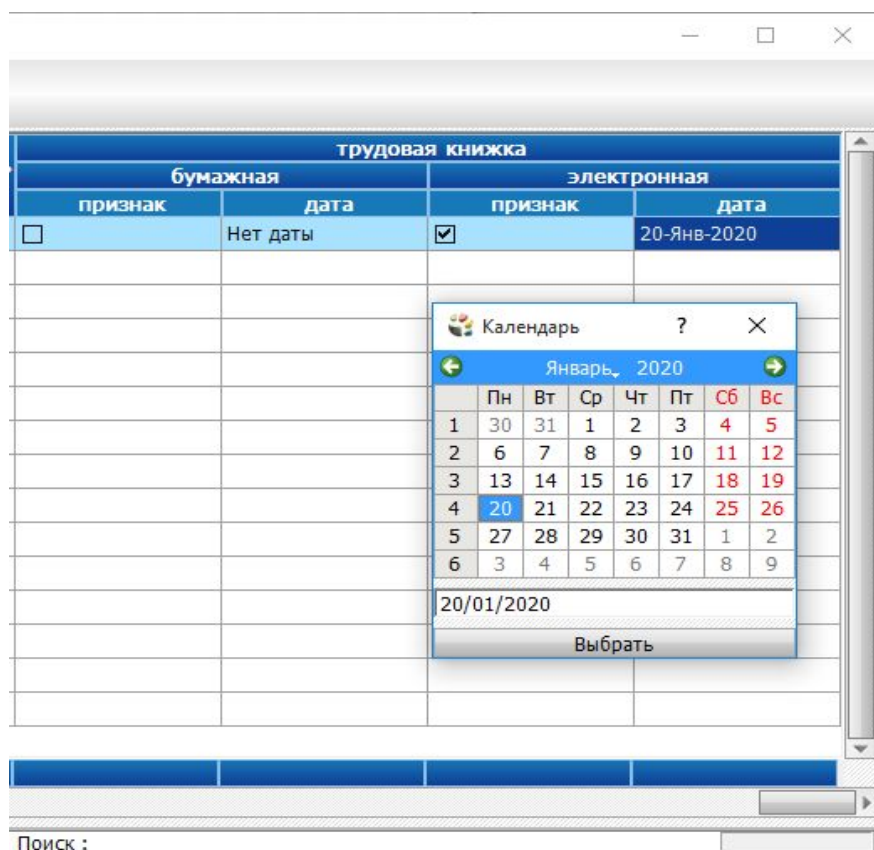 трудовая книжка
бумажная электронная
признак дата признак дата
Нет даты 20-Янв-2020
Календарь ?
Январь 2020
Пн Вт Ср Чт Пт Сб Вс
1 30 31 1 2 3 4 5
2 6 7 8 9 10 11 12
3 13 14 15 16 17 18 19
4 20 21 22 23 24 25 26
5 27 28 29 30 31 1 2
6 3 4 5 6 7 8 9
20/01/2020
Выбрать
Поиск :